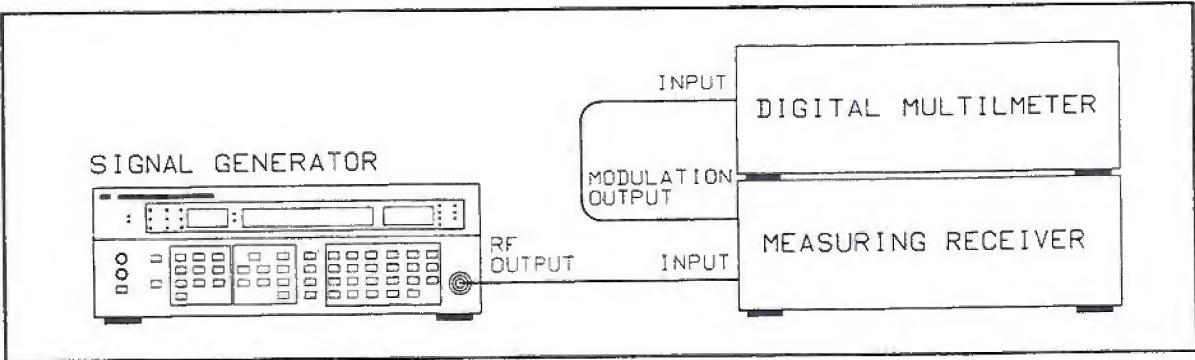 INPUT
DIGITAL MULTILMETER
SIGNAL GENERATOR
MODULATION
OUTPUT
RF
OUTPUT
INPUT
MEASURING RECEIVER